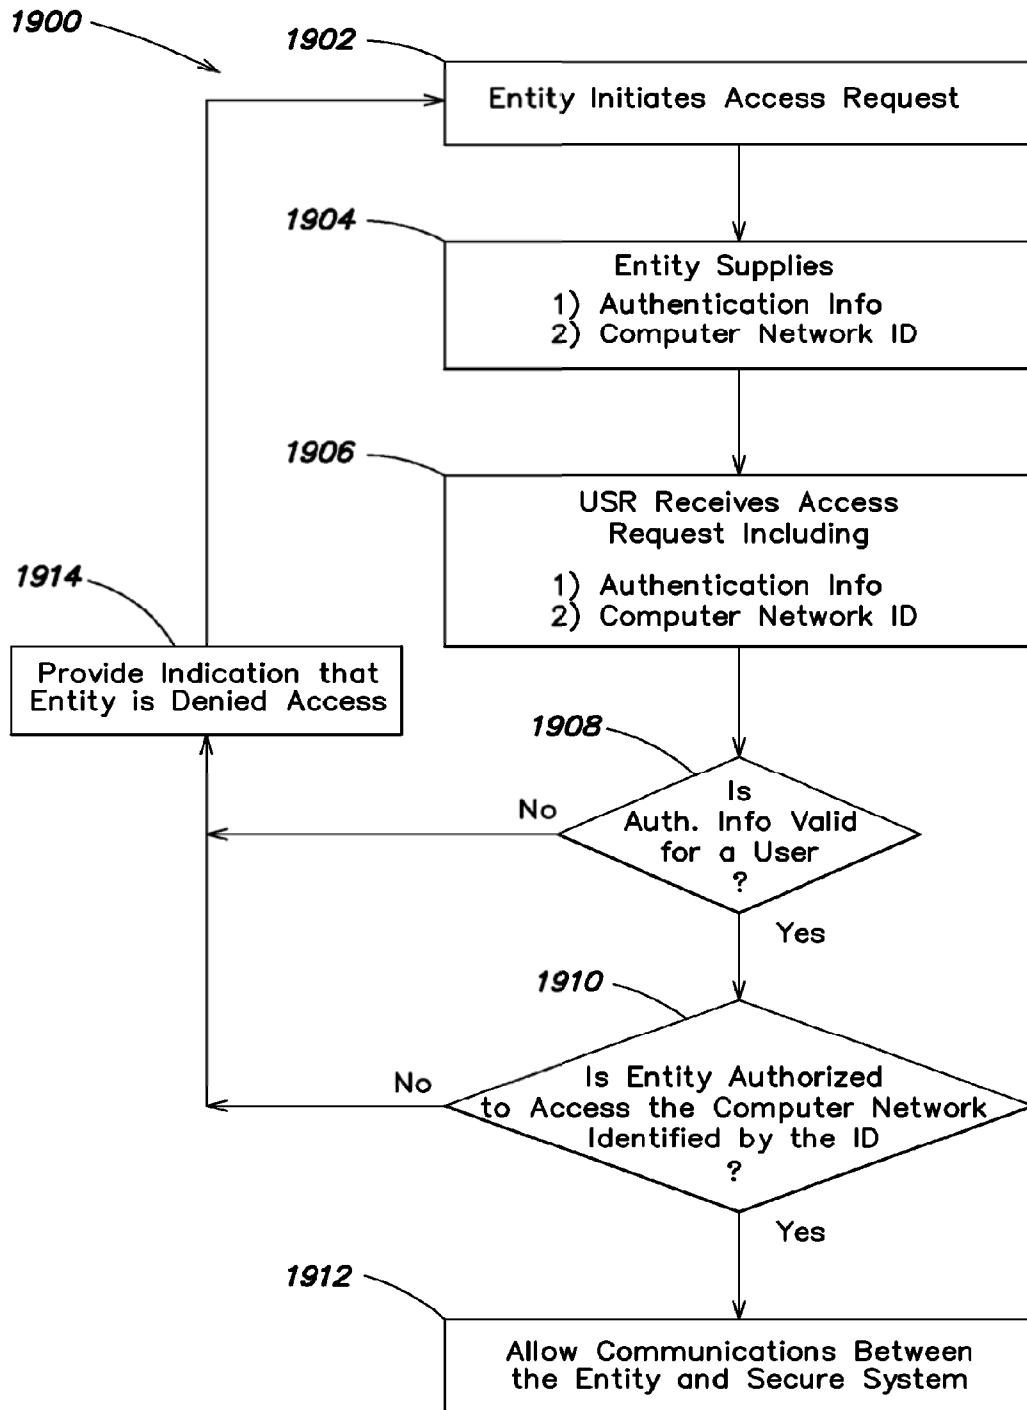 1900
1902
Entity Initiates Access Request
1904
Entity Supplies
1) Authentication Info
2) Computer Network ID
1906
USR Receives Access
Request Including
1) Authentication Info
2) Computer Network ID
1914
Provide Indication that
Entity is Denied Access
1908
Is
Auth. Info Valid
for a User
?
No
Yes
1910
Is Entity Authorized
to Access the Computer Network
Identified by the ID
?
No
Yes
1912
Allow Communications Between
the Entity and Secure System